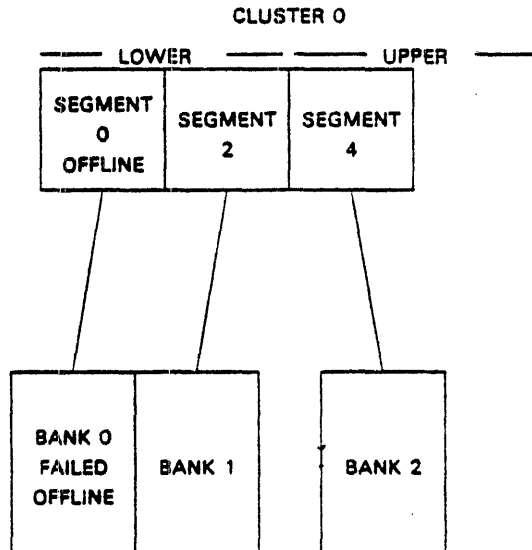 CLUSTER 0
LOWER UPPER
SEGMENT
0
OFFLINE
SEGMENT
2
SEGMENT
4
BANK 0
FAILED
OFFLINE
BANK 1
BANK 2